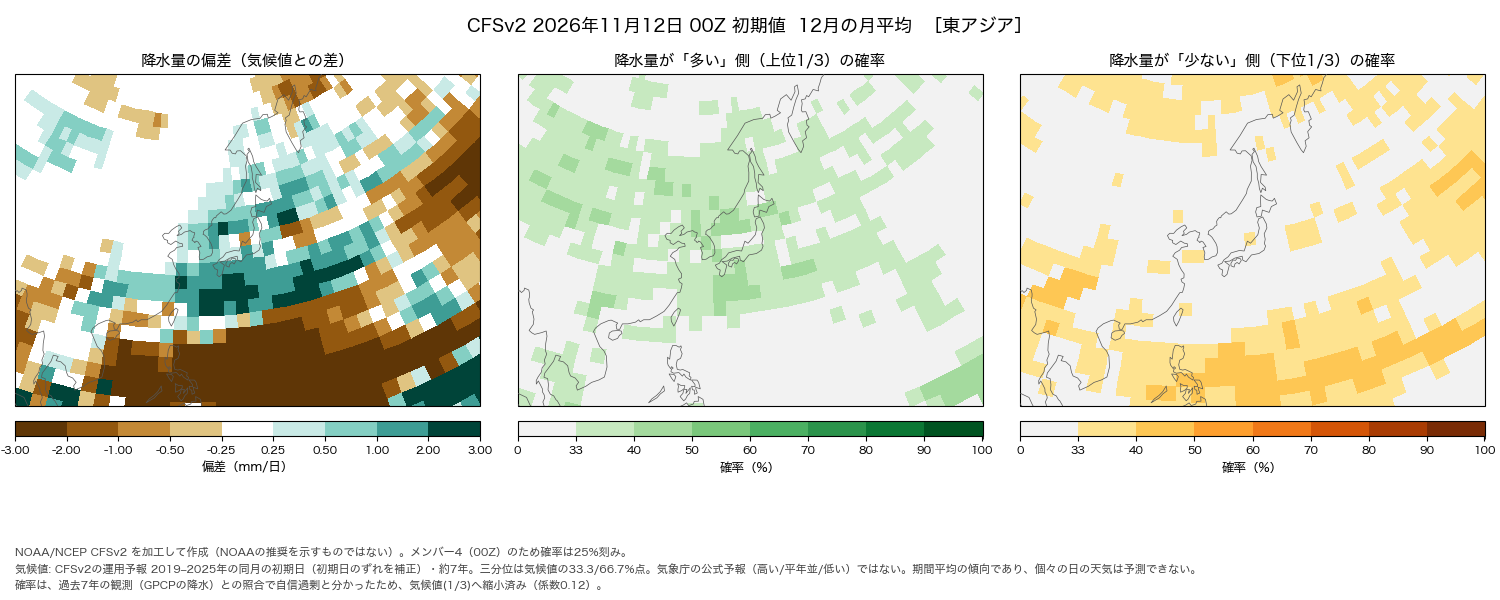 CFSv2 2026年11月12日 00Z 初期値 12月の月平均 ［東アジア］
降水量の偏差（気候値との差）
降水量が「多い」側（上位1/3）の確率
降水量が「少ない」側（下位1/3）の確率
-3.00 -2.00 -1.00 -0.50 -0.25 0.25 0.50 1.00 2.00 3.00
偏差（mm/日）
0 33 40 50 60 70 80 90 100
確率（%）
0 33 40 50 60 70 80 90 100
確率（%）
NOAA/NCEP CFSv2 を加工して作成（NOAAの推奨を示すものではない）。メンバー4（00Z）のため確率は25%刻み。
気候値: CFSv2の運用予報 2019–2025年の同月の初期日（初期日のずれを補正）・約7年。三分位は気候値の33.3/66.7%点。気象庁の公式予報（高い/平年並/低い）ではない。期間平均の傾向であり、個々の日の天気は予測できない。
確率は、過去7年の観測（GPCPの降水）との照合で自信過剰と分かったため、気候値(1/3)へ縮小済み（係数0.12）。